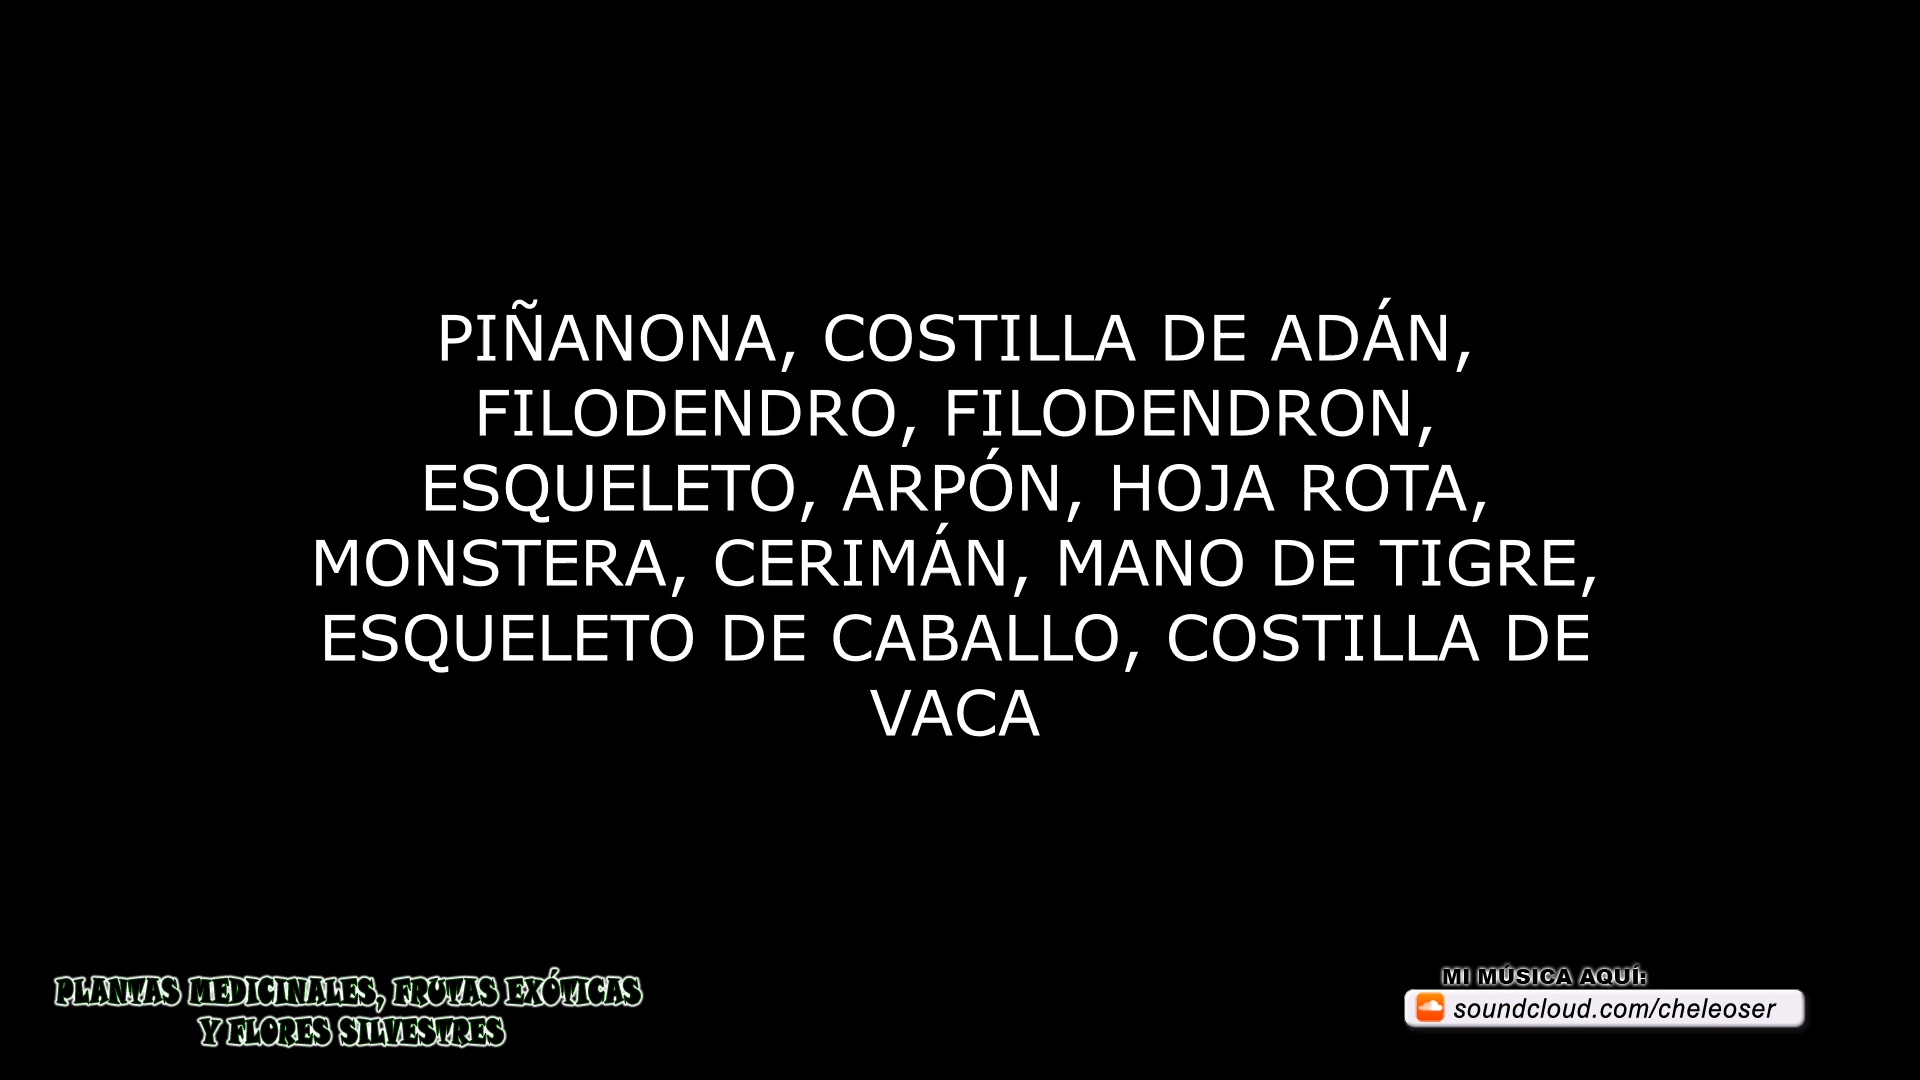 PIÑANONA, COSTILLA DE ADÁN,
FILODENDRO, FILODENDRON,
ESQUELETO, ARPÓN, HOJA ROTA,
MONSTERA, CERIMÁN, MANO DE TIGRE,
ESQUELETO DE CABALLO, COSTILLA DE
VACA
PLANTAS MEDICINALES, FRUTAS EXÓTICAS
Y FLORES SILVESTRES
MI MÚSICA AQUÍ:
soundcloud.com/cheleoser